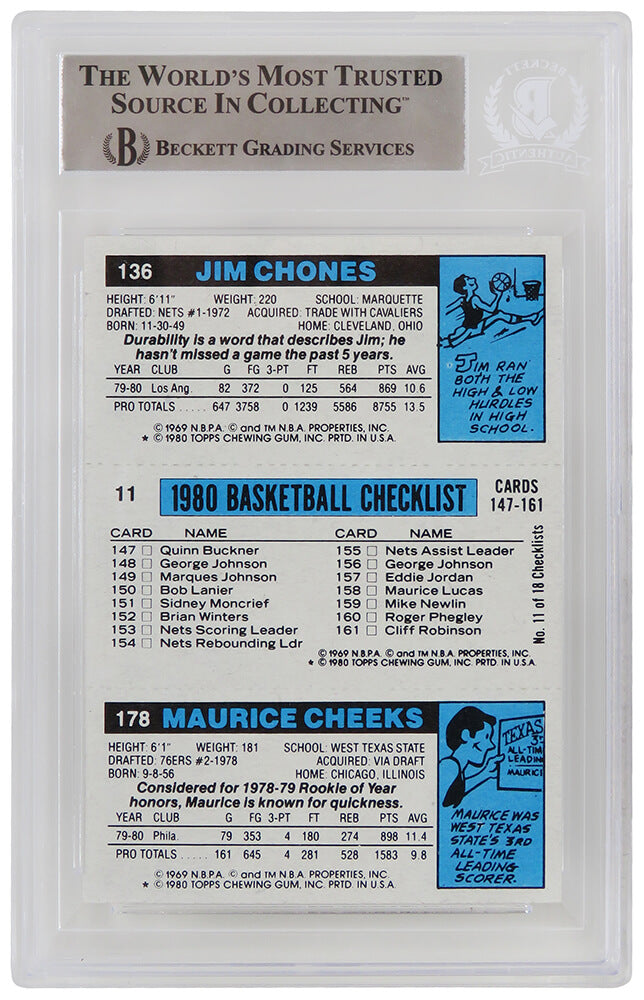 THE WORLD'S MOST TRUSTED
SOURCE IN COLLECTING™
B BECKETT GRADING SERVICES
BECKETT
B
AUTHENTIC
136 JIM CHONES
HEIGHT: 6'11" WEIGHT: 220 SCHOOL: MARQUETTE
DRAFTED: NETS #1-1972 ACQUIRED: TRADE WITH CAVALIERS
BORN: 11-30-49 HOME: CLEVELAND, OHIO
Durability is a word that describes Jim; he
hasn't missed a game the past 5 years.
YEAR CLUB G FG 3-PT FT REB PTS AVG
79-80 Los Ang. 82 372 0 125 564 869 10.6
PRO TOTALS ..... 647 3758 0 1239 5586 8755 13.5
© 1969 N.B.P.A. © and TM N.B.A. PROPERTIES, INC.
★ © 1980 TOPPS CHEWING GUM, INC. PRTD. IN U.S.A.
JIM RAN
BOTH THE
HIGH & LOW
HURDLES
IN HIGH
SCHOOL.
11 1980 BASKETBALL CHECKLIST CARDS
147-161
CARD NAME
147 □ Quinn Buckner
148 □ George Johnson
149 □ Marques Johnson
150 □ Bob Lanier
151 □ Sidney Moncrief
152 □ Brian Winters
153 □ Nets Scoring Leader
154 □ Nets Rebounding Ldr
CARD NAME
155 □ Nets Assist Leader
156 □ George Johnson
157 □ Eddie Jordan
158 □ Maurice Lucas
159 □ Mike Newlin
160 □ Roger Phegley
161 □ Cliff Robinson
No. 11 of 18 Checklists
© 1969 N.B.P.A. © and TM N.B.A. PROPERTIES, INC.
★ © 1980 TOPPS CHEWING GUM, INC. PRTD. IN U.S.A.
178 MAURICE CHEEKS
HEIGHT: 6'1" WEIGHT: 181 SCHOOL: WEST TEXAS STATE
DRAFTED: 76ERS #2-1978 ACQUIRED: VIA DRAFT
BORN: 9-8-56 HOME: CHICAGO, ILLINOIS
Considered for 1978-79 Rookie of Year
honors, Maurice is known for quickness.
YEAR CLUB G FG 3-PT FT REB PTS AVG
79-80 Phila. 79 353 4 180 274 898 11.4
PRO TOTALS ..... 161 645 4 281 528 1583 9.8
© 1969 N.B.P.A. © and TM N.B.A. PROPERTIES, INC.
★ © 1980 TOPPS CHEWING GUM, INC. PRTD. IN U.S.A.
TEXAS
3
ALL-TIM
LEADIN
MAURIC
MAURICE WAS
WEST TEXAS
STATE'S 3RD
ALL-TIME
LEADING
SCORER.